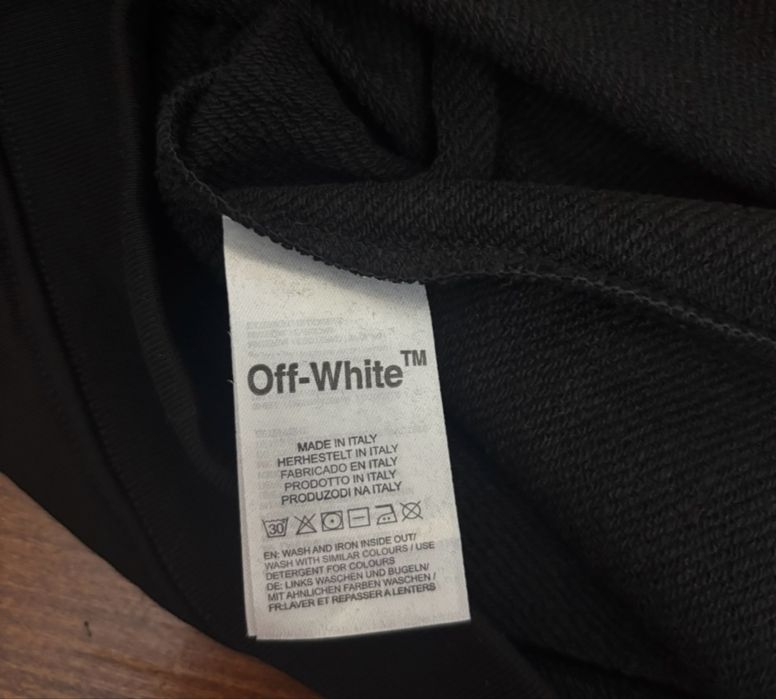 Off-White™
MADE IN ITALY
HERHESTELT IN ITALY
FABRICADO EN ITALY
PRODOTTO IN ITALY
PRODUZODI NA ITALY
30
EN: WASH AND IRON INSIDE OUT/
WASH WITH SIMILAR COLOURS / USE
DETERGENT FOR COLOURS
DE: LINKS WASCHEN UND BUGELN/
MIT AHNLICHEN FARBEN WASCHEN /
FR:LAVER ET REPASSER A LENTERS